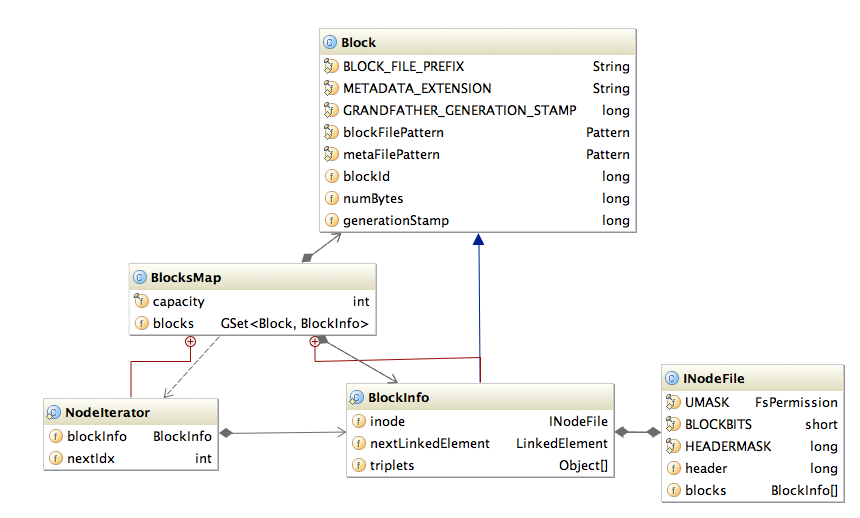 Block
BLOCK_FILE_PREFIX String
METADATA_EXTENSION String
GRANDFATHER_GENERATION_STAMP long
blockFilePattern Pattern
metaFilePattern Pattern
blockId long
numBytes long
generationStamp long
BlocksMap
capacity int
blocks GSet<Block, BlockInfo>
NodeIterator
blockInfo BlockInfo
nextIdx int
BlockInfo
inode INodeFile
nextLinkedElement LinkedElement
triplets Object[]
INodeFile
UMASK FsPermission
BLOCKBITS short
HEADERMASK long
header long
blocks BlockInfo[]